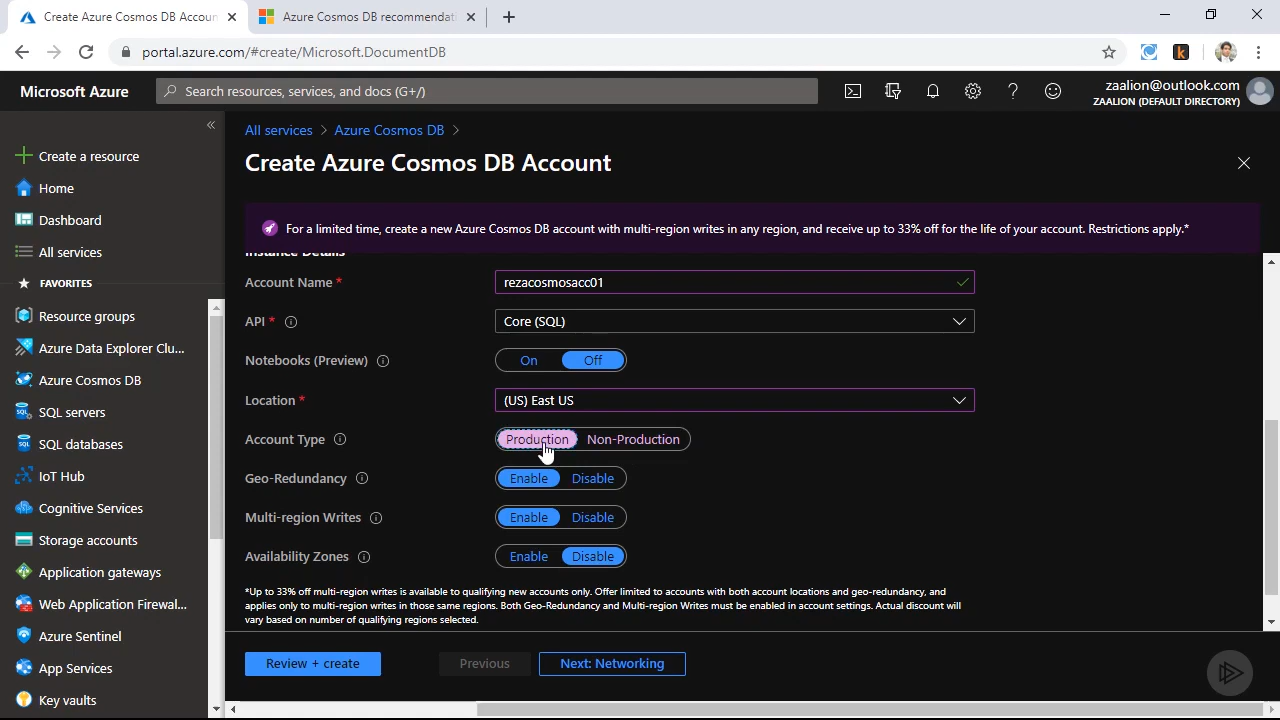 Create Azure Cosmos DB Accoun
Azure Cosmos DB recommendati
portal.azure.com/#create/Microsoft.DocumentDB
k
Microsoft Azure
Search resources, services, and docs (G+/)
zaalion@outlook.com
ZAALION (DEFAULT DIRECTORY)
Create a resource
Home
Dashboard
All services
FAVORITES
Resource groups
Azure Data Explorer Clu...
Azure Cosmos DB
SQL servers
SQL databases
IoT Hub
Cognitive Services
Storage accounts
Application gateways
Web Application Firewal...
Azure Sentinel
App Services
Key vaults
All services > Azure Cosmos DB >
Create Azure Cosmos DB Account
For a limited time, create a new Azure Cosmos DB account with multi-region writes in any region, and receive up to 33% off for the life of your account. Restrictions apply.*
Instance Details
Account Name * rezacosmosacc01
API * Core (SQL)
Notebooks (Preview) On Off
Location * (US) East US
Account Type Production Non-Production
Geo-Redundancy Enable Disable
Multi-region Writes Enable Disable
Availability Zones Enable Disable
*Up to 33% off multi-region writes is available to qualifying new accounts only. Offer limited to accounts with both account locations and geo-redundancy, and
applies only to multi-region writes in those same regions. Both Geo-Redundancy and Multi-region Writes must be enabled in account settings. Actual discount will
vary based on number of qualifying regions selected.
Review + create
Previous
Next: Networking